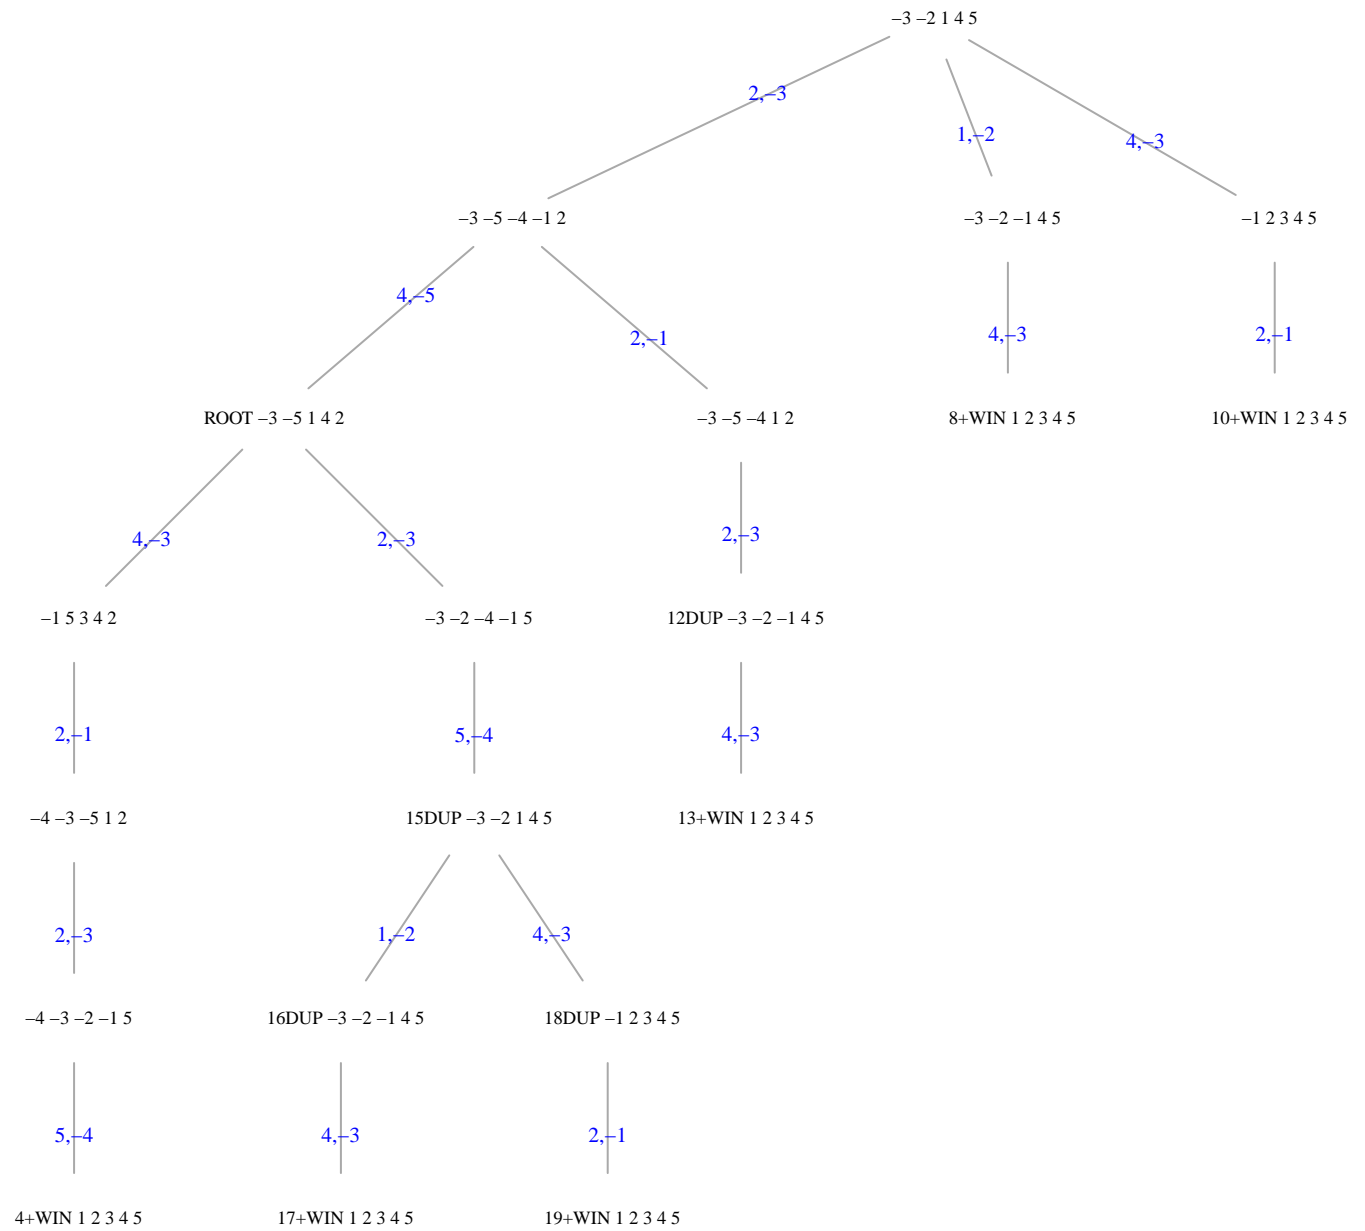 −3 −2 1 4 5
2,−3
1,−2
4,−3
−3 −5 −4 −1 2
−3 −2 −1 4 5
−1 2 3 4 5
4,−5
2,−1
4,−3
2,−1
ROOT −3 −5 1 4 2
−3 −5 −4 1 2
8+WIN 1 2 3 4 5
10+WIN 1 2 3 4 5
4,−3
2,−3
2,−3
−1 5 3 4 2
−3 −2 −4 −1 5
12DUP −3 −2 −1 4 5
2,−1
5,−4
4,−3
−4 −3 −5 1 2
15DUP −3 −2 1 4 5
13+WIN 1 2 3 4 5
2,−3
1,−2
4,−3
−4 −3 −2 −1 5
16DUP −3 −2 −1 4 5
18DUP −1 2 3 4 5
5,−4
4,−3
2,−1
4+WIN 1 2 3 4 5
17+WIN 1 2 3 4 5
19+WIN 1 2 3 4 5